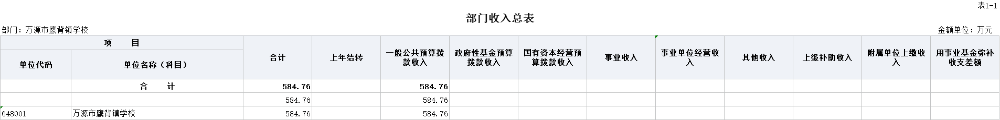 表1-1
部门收入总表
部门：万源市鹰背镇学校
金额单位：万元
项 目
合计
上年结转
一般公共预算拨
款收入
政府性基金预算
拨款收入
国有资本经营预
算拨款收入
事业收入
事业单位经营收
入
其他收入
上级补助收入
附属单位上缴收
入
用事业基金弥补
收支差额
单位代码
单位名称（科目）
合 计
584.76
584.76
584.76
584.76
648001
万源市鹰背镇学校
584.76
584.76